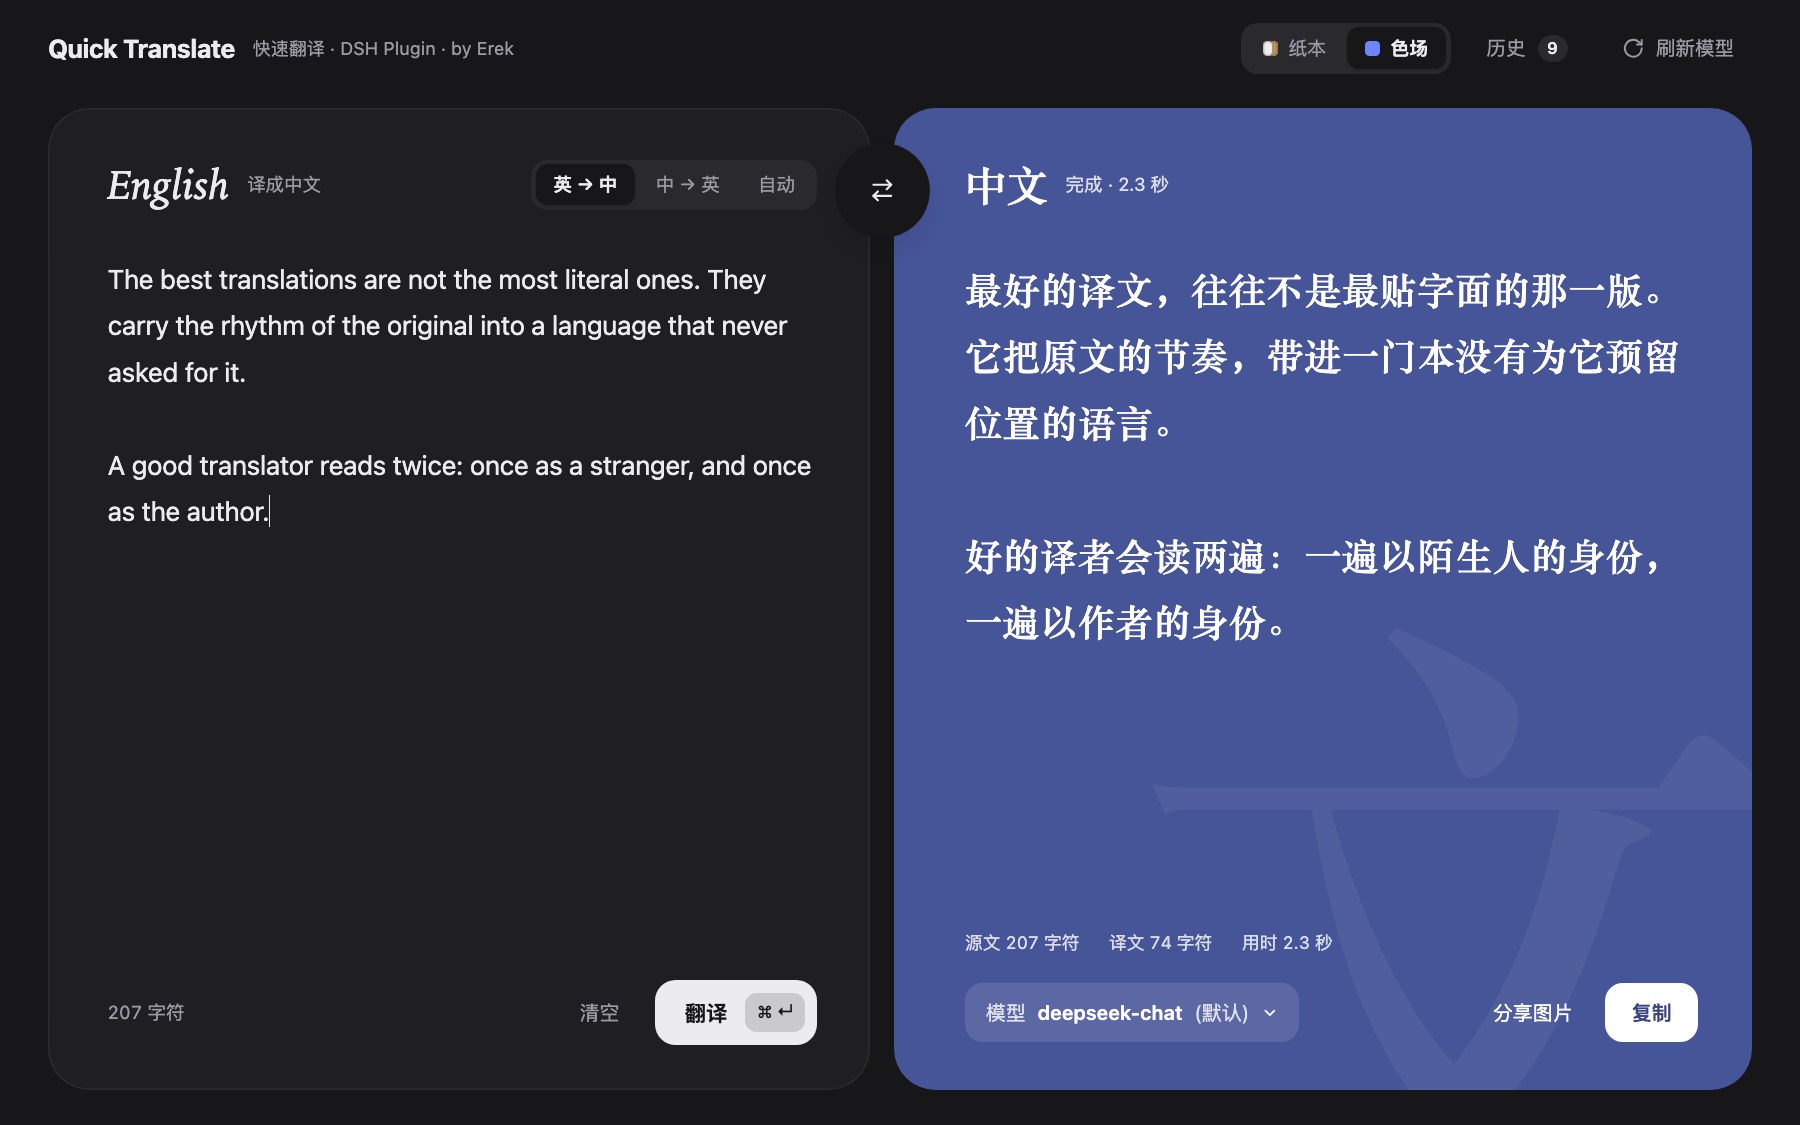 Quick Translate 快速翻译 · DSH Plugin · by Erek
纸本 色场 历史 9 刷新模型
English 译成中文 英 → 中 中 → 英 自动
The best translations are not the most literal ones. They
carry the rhythm of the original into a language that never
asked for it.
A good translator reads twice: once as a stranger, and once
as the author.
207 字符 清空 翻译 ⌘ ↵
中文 完成 · 2.3 秒
最好的译文，往往不是最贴字面的那一版。
它把原文的节奏，带进一门本没有为它预留
位置的语言。
好的译者会读两遍：一遍以陌生人的身份，
一遍以作者的身份。
文
源文 207 字符 译文 74 字符 用时 2.3 秒
模型 deepseek-chat (默认) 分享图片 复制